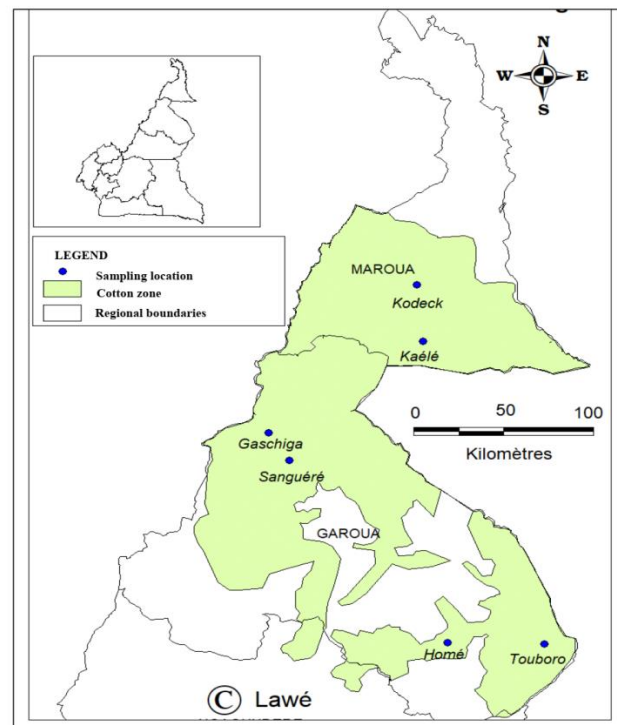 N
W E
S
LEGEND
Sampling location
Cotton zone
Regional boundaries
MAROUA
Kodeck
Kaélé
0 50 100
Kilomètres
Gaschiga
Sanguéré
GAROUA
Homé
Touboro
© Lawé